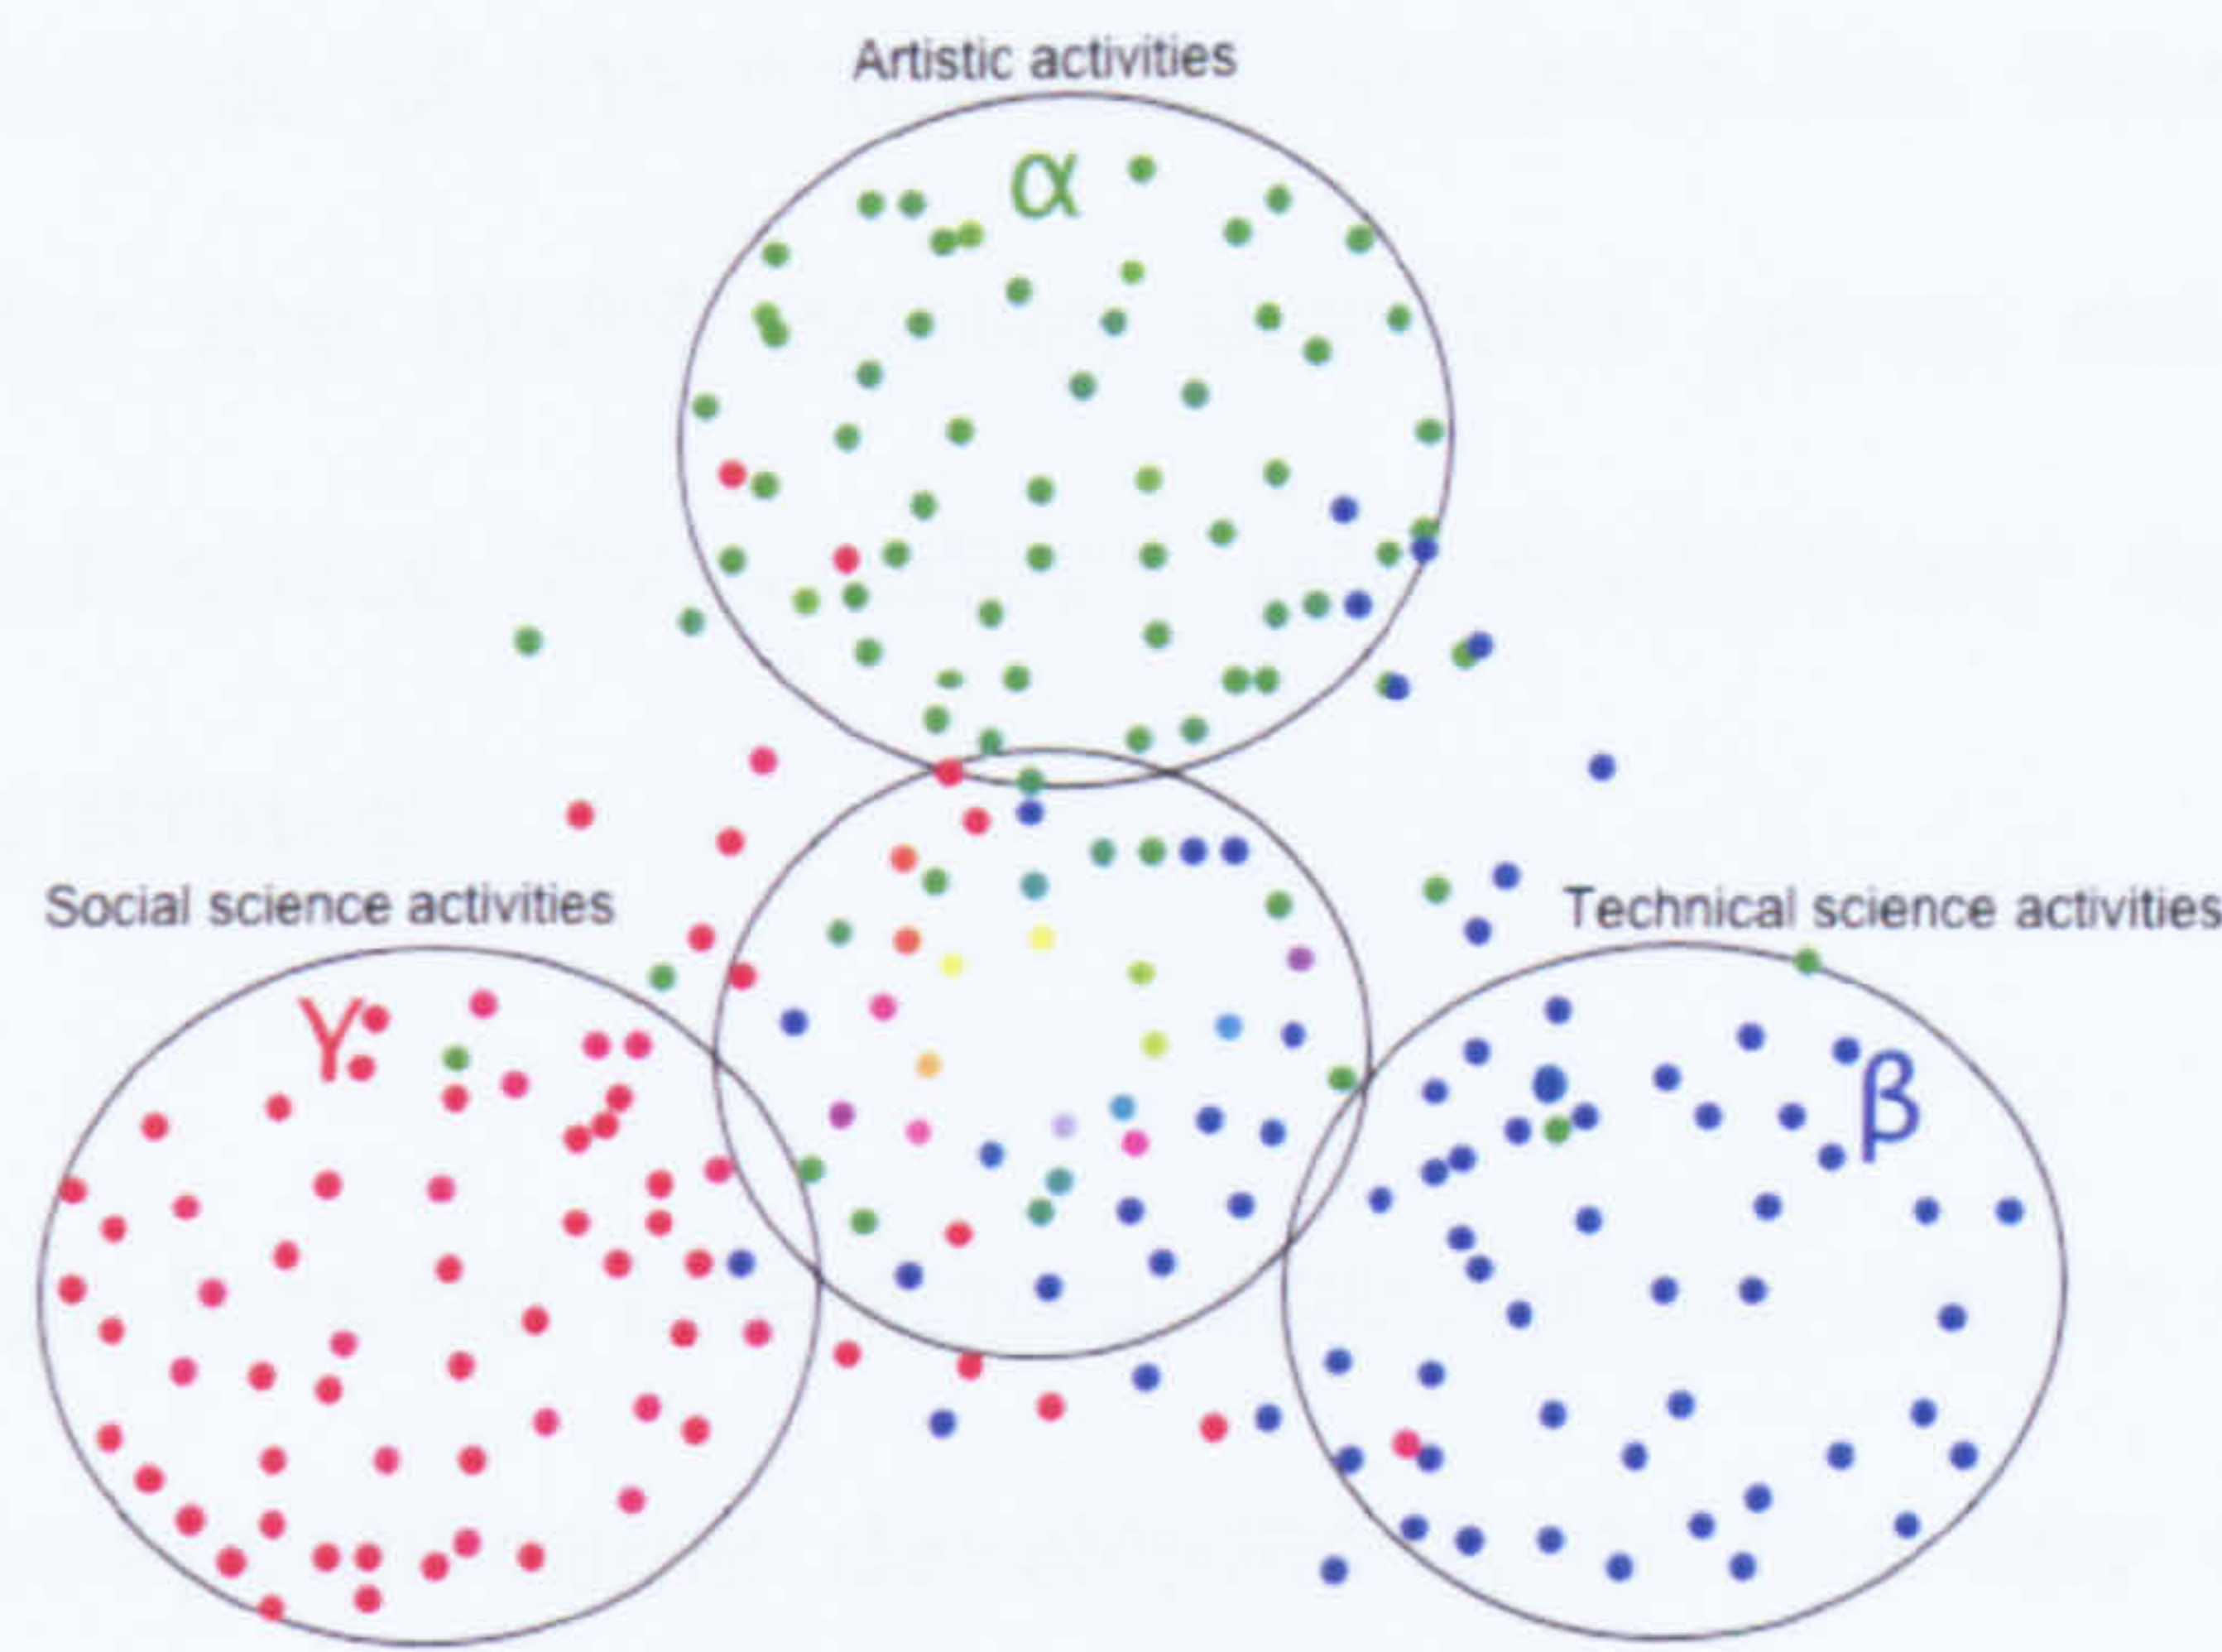 Artistic activities
α
Social science activities
Technical science activities
γ
β